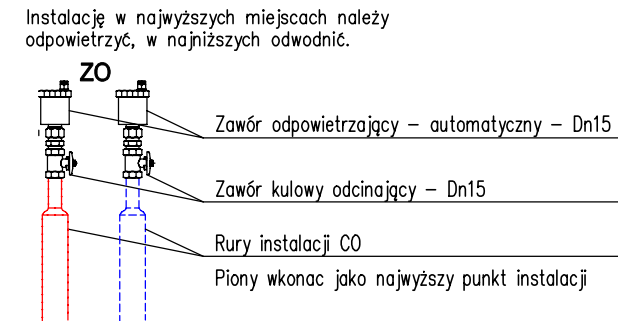 Instalację w najwyższych miejscach należy
odpowietrzyć, w najniższych odwodnić.
ZO
Zawór odpowietrzający – automatyczny – Dn15
Zawór kulowy odcinający – Dn15
Rury instalacji CO
Piony wkonac jako najwyższy punkt instalacji